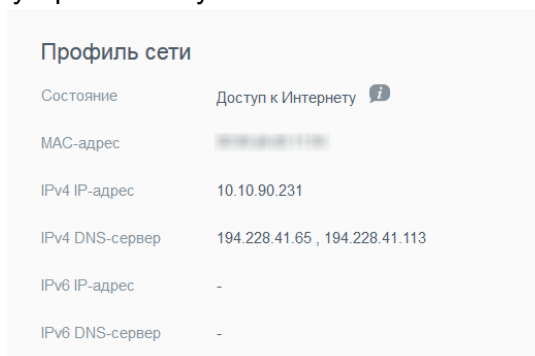 Профиль сети
Состояние Доступ к Интернету
MAC-адрес
IPv4 IP-адрес 10.10.90.231
IPv4 DNS-сервер 194.228.41.65 , 194.228.41.113
IPv6 IP-адрес -
IPv6 DNS-сервер -